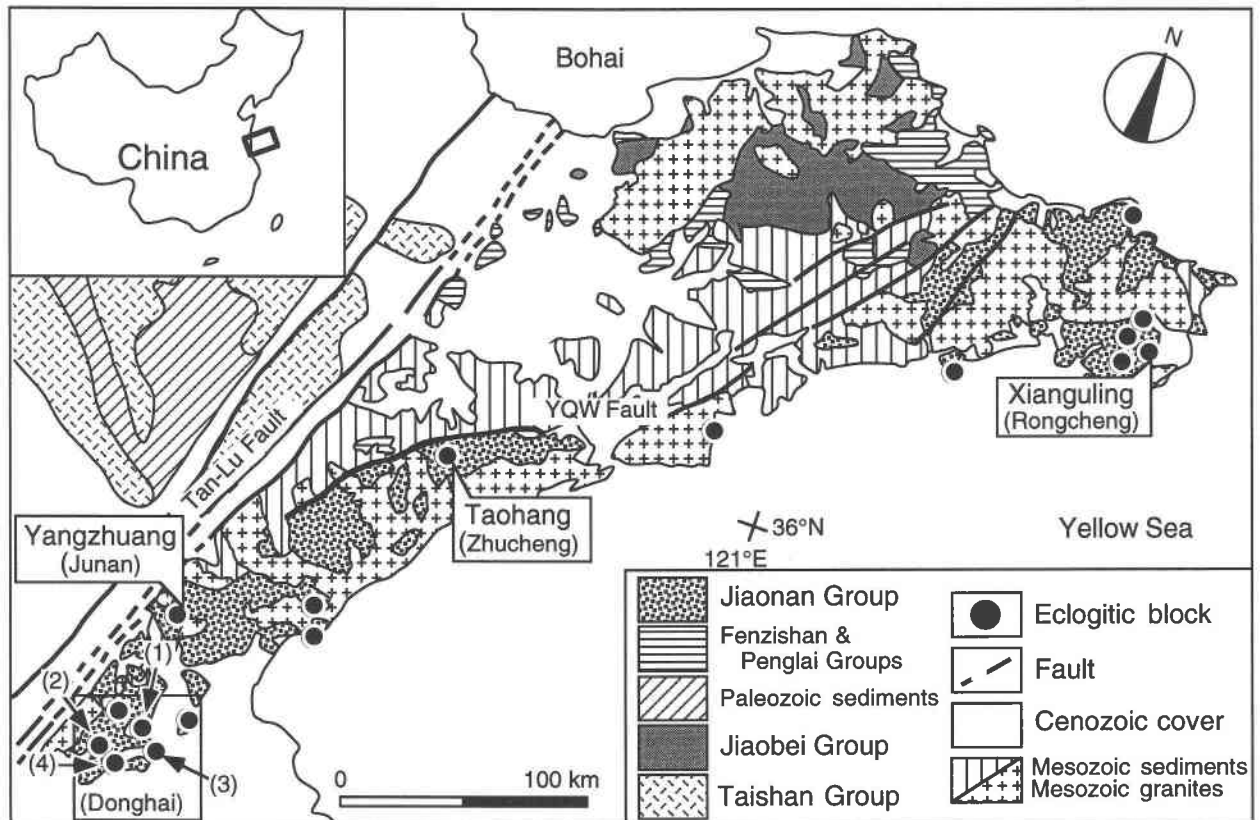 China
Bohai
N
Tan-Lu Fault
YQW Fault
Xianguling
(Rongcheng)
Taohang
(Zhucheng)
Yangzhuang
(Junan)
36°N
121°E
Yellow Sea
(1)
(2)
(3)
(4)
(Donghai)
0
100 km
Jiaonan Group
Fenzishan &
Penglai Groups
Paleozoic sediments
Jiaobei Group
Taishan Group
Eclogitic block
Fault
Cenozoic cover
Mesozoic sediments
Mesozoic granites